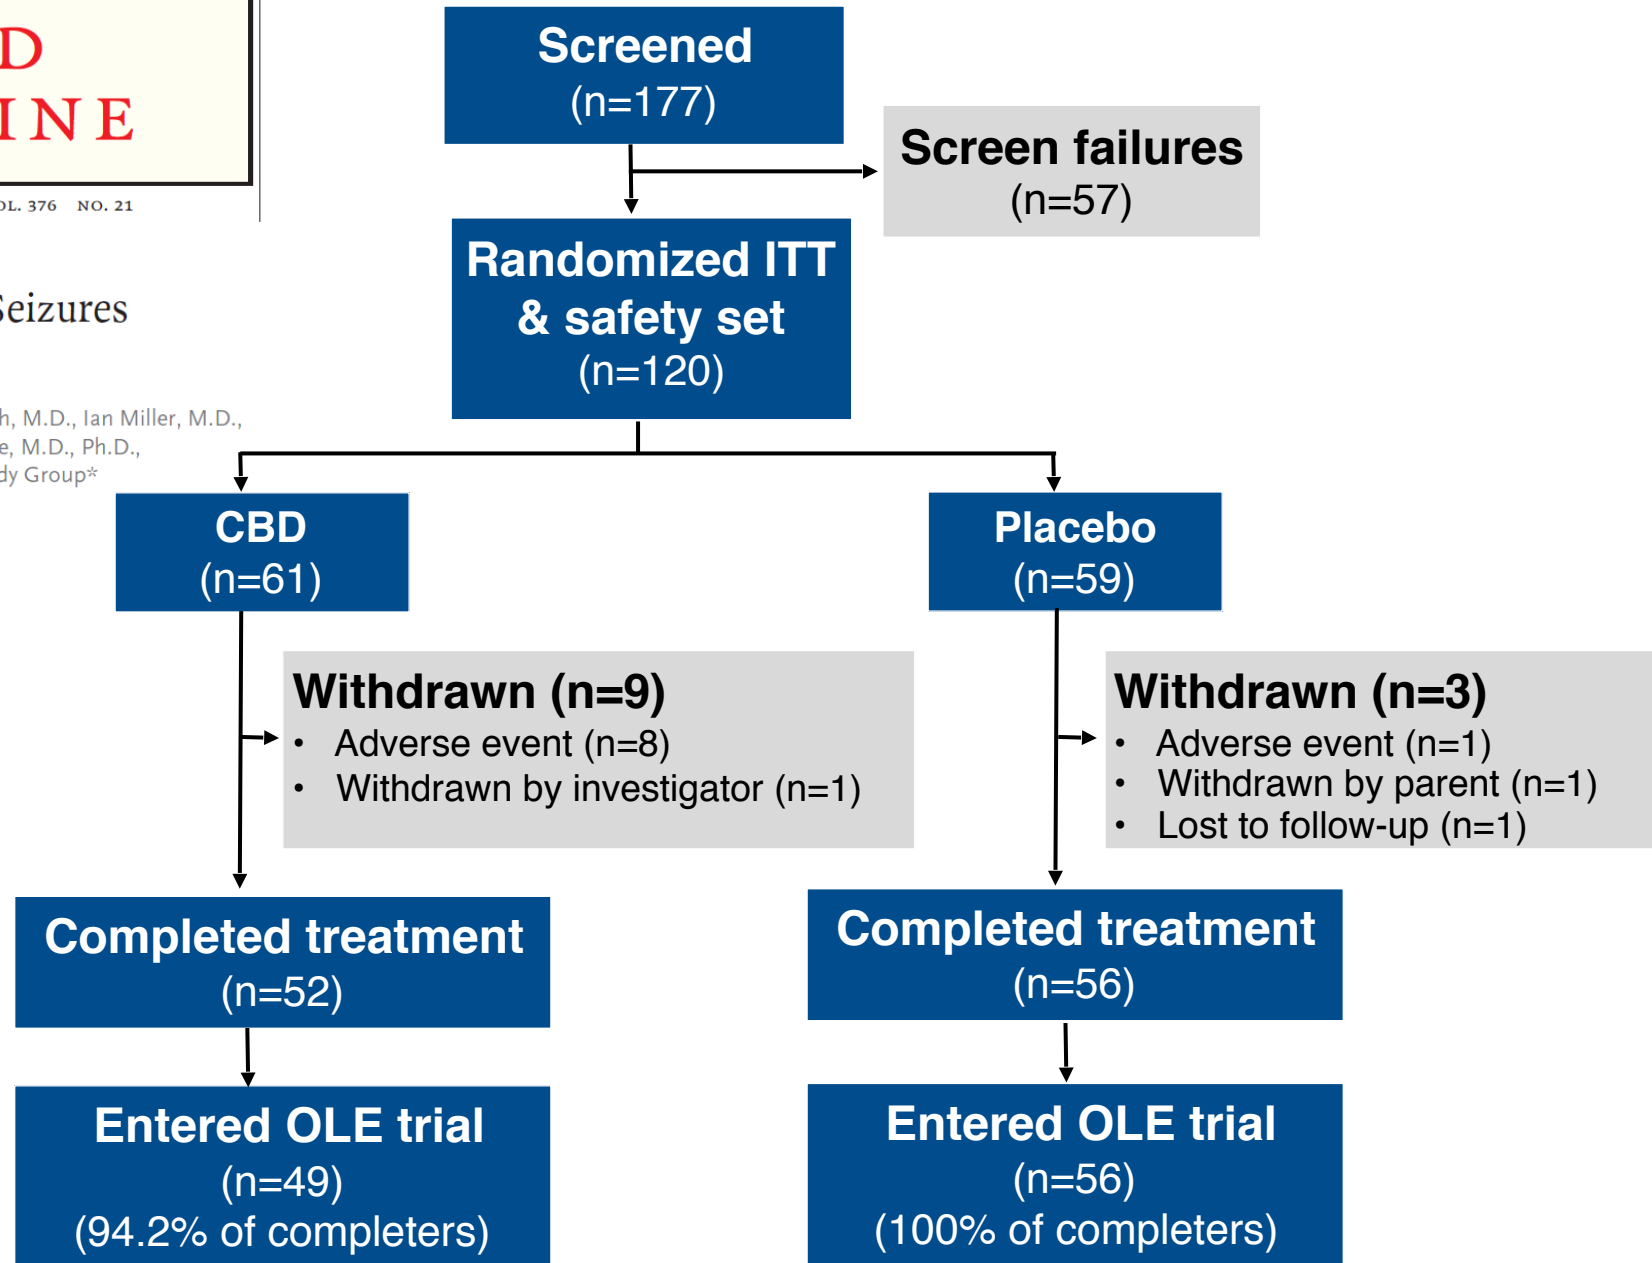 D
INE
OL. 376 NO. 21
Seizures
h, M.D., Ian Miller, M.D.,
e, M.D., Ph.D.,
dy Group*
Screened
(n=177)
Screen failures
(n=57)
Randomized ITT
& safety set
(n=120)
CBD
(n=61)
Placebo
(n=59)
Withdrawn (n=9)
• Adverse event (n=8)
• Withdrawn by investigator (n=1)
Withdrawn (n=3)
• Adverse event (n=1)
• Withdrawn by parent (n=1)
• Lost to follow-up (n=1)
Completed treatment
(n=52)
Completed treatment
(n=56)
Entered OLE trial
(n=49)
(94.2% of completers)
Entered OLE trial
(n=56)
(100% of completers)